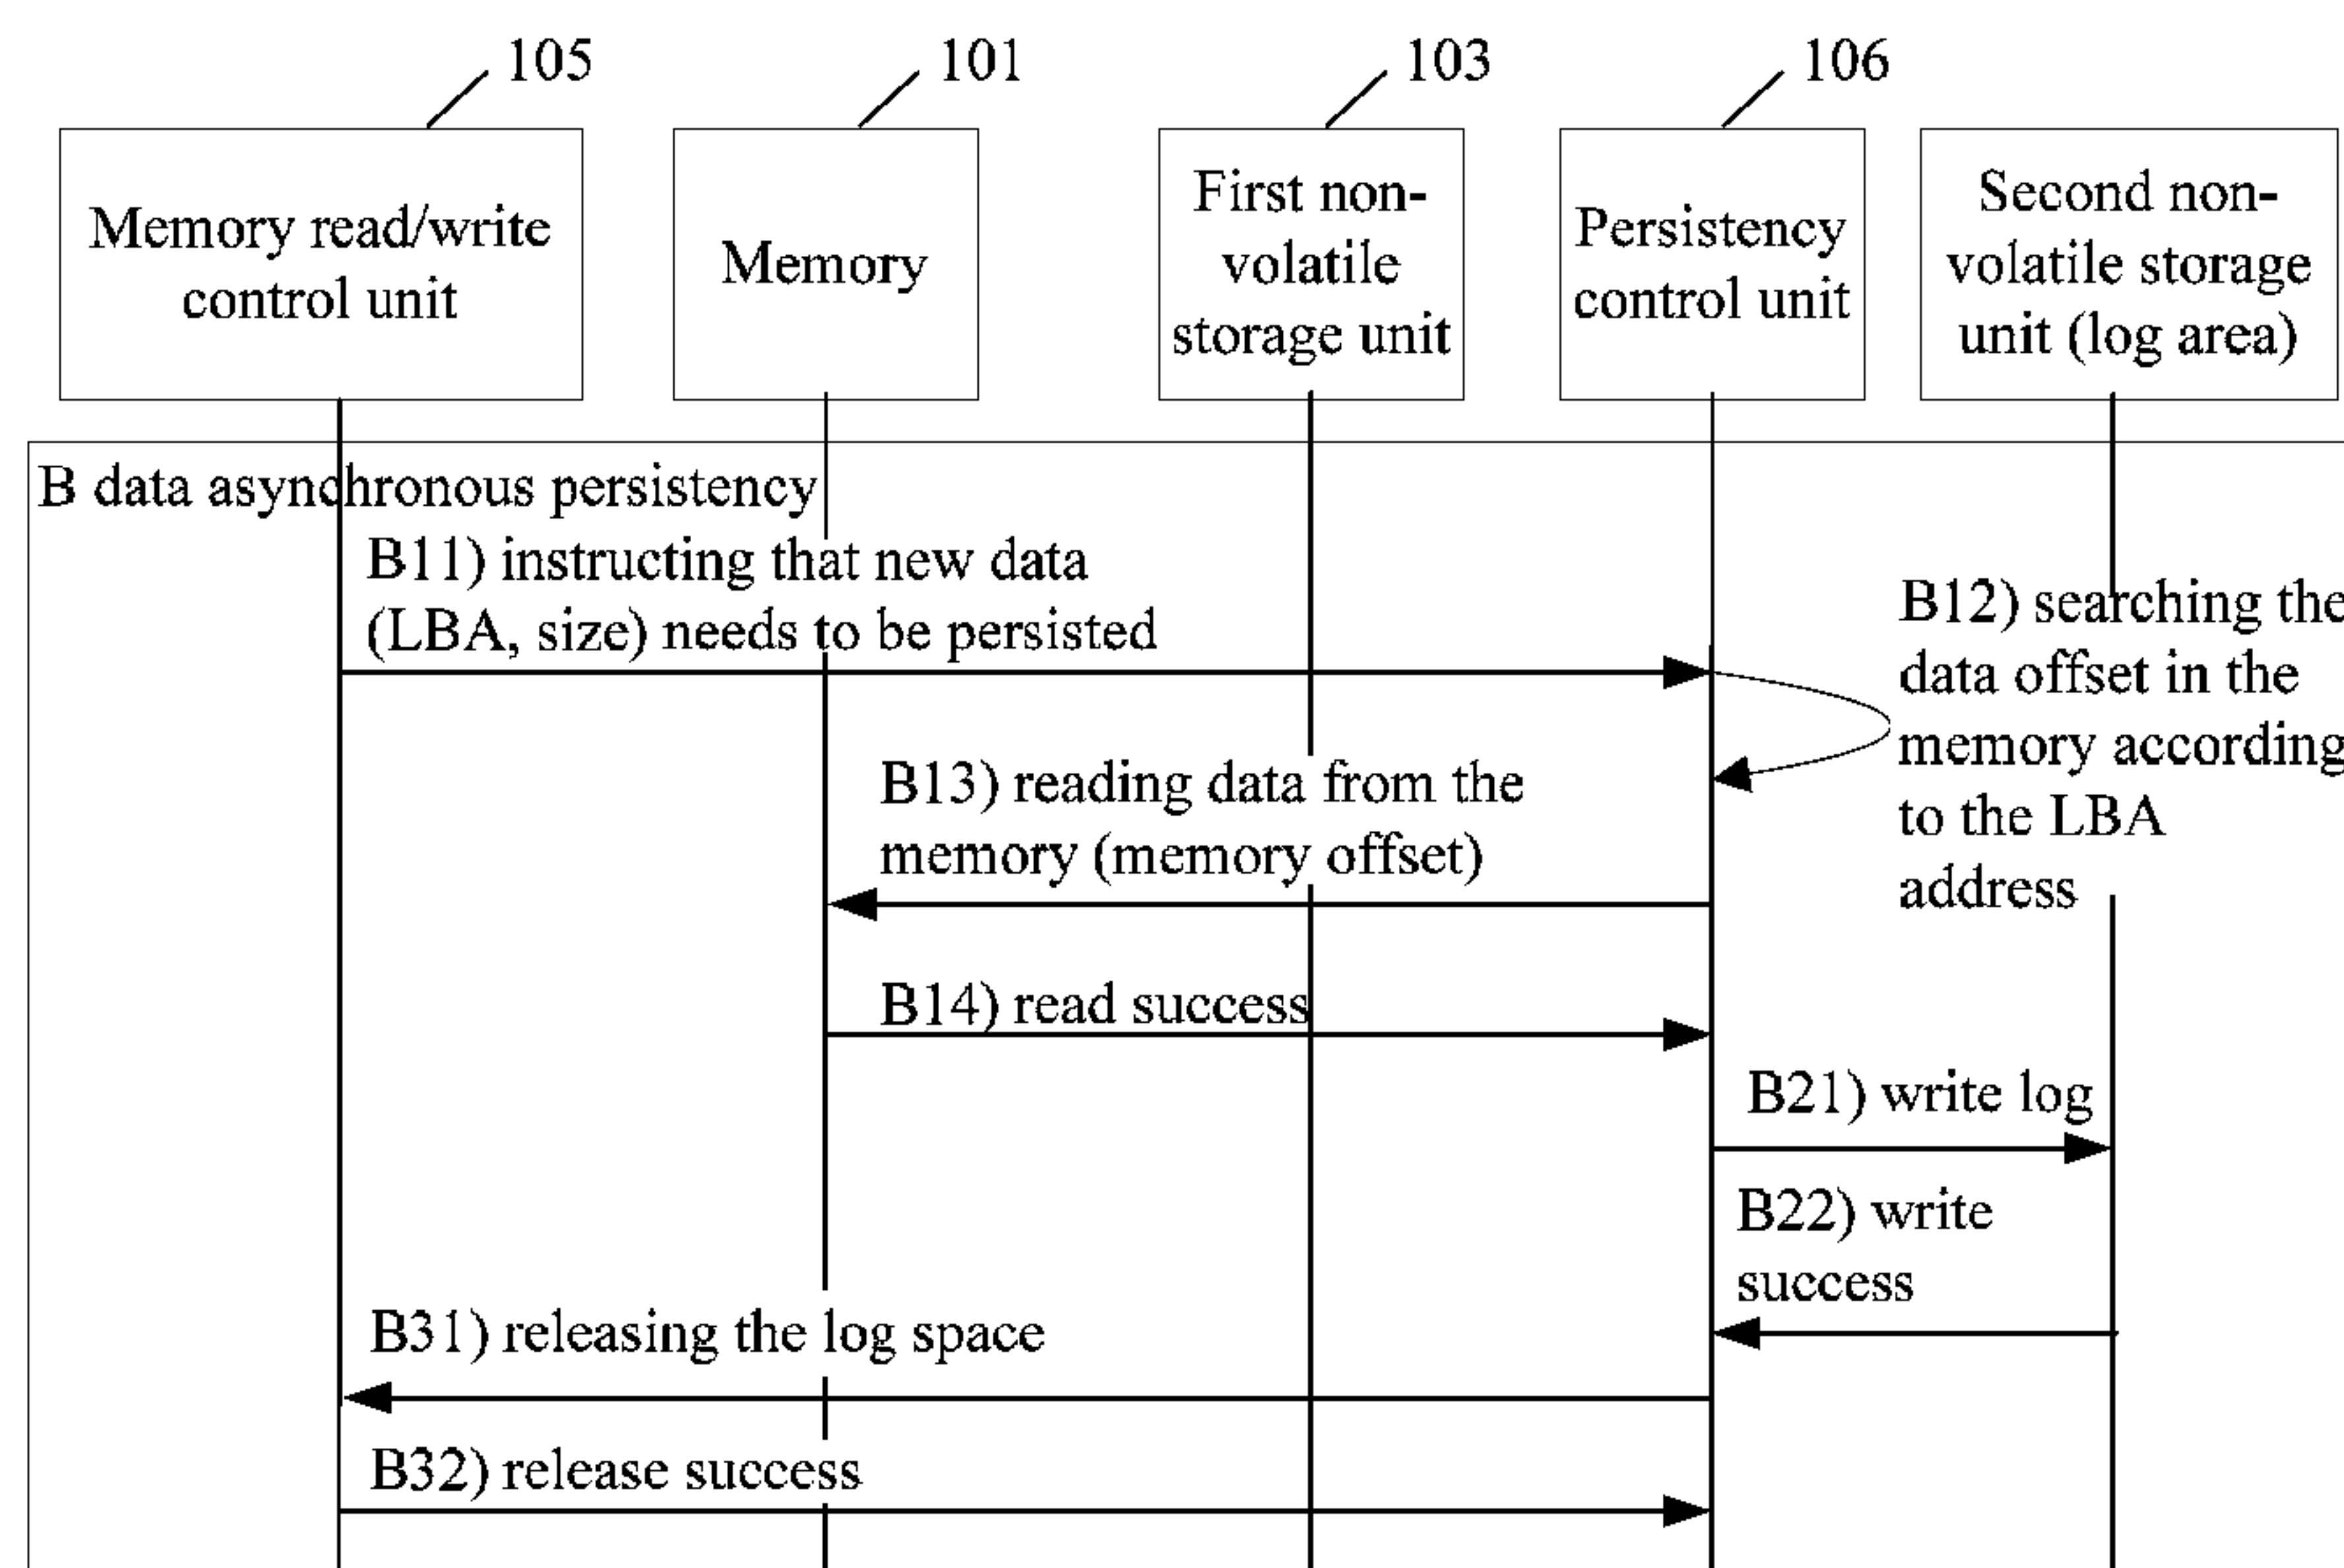 105
101
103
106
Memory read/write
control unit
Memory
First non-
volatile
storage unit
Persistency
control unit
Second non-
volatile storage
unit (log area)
B data asynchronous persistency
B11) instructing that new data
(LBA, size) needs to be persisted
B12) searching the
data offset in the
memory according
to the LBA
address
B13) reading data from the
memory (memory offset)
B14) read success
B21) write log
B22) write
success
B31) releasing the log space
B32) release success